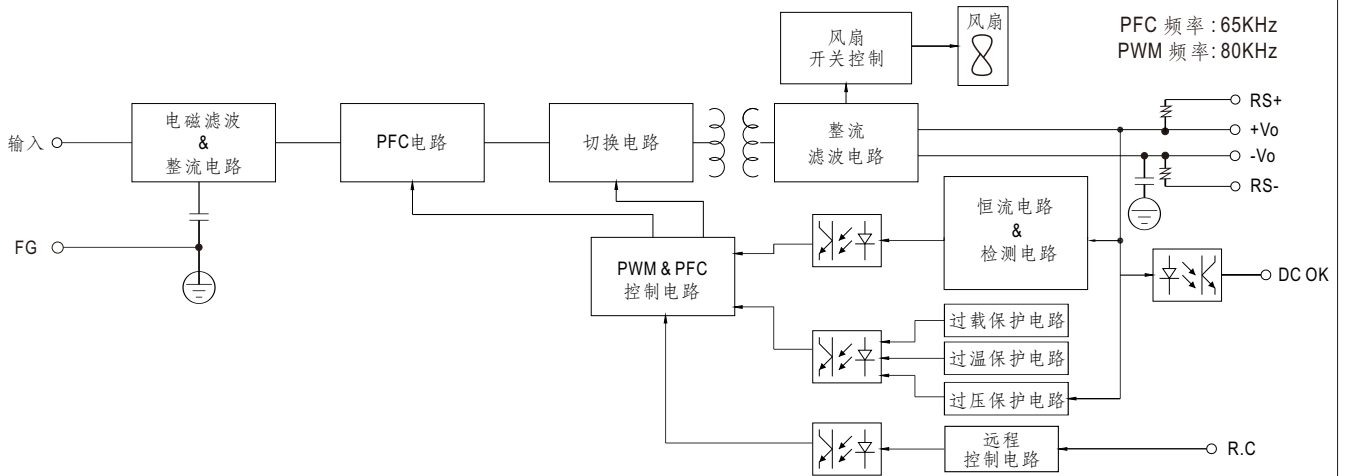 PFC 频率 : 65KHz
PWM 频率: 80KHz
风扇
开关控制
风扇
输入
电磁滤波
&
整流电路
PFC电路
切换电路
整流
滤波电路
RS+
+Vo
-Vo
RS-
FG
PWM & PFC
控制电路
恒流电路
&
检测电路
DC OK
过载保护电路
过温保护电路
过压保护电路
远程
控制电路
R.C